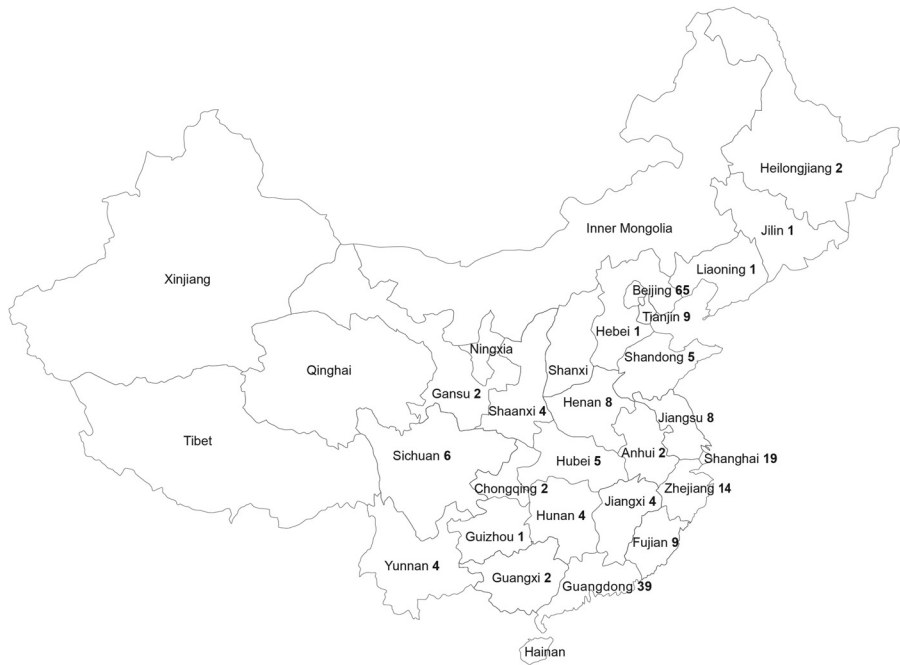 Heilongjiang 2
Jilin 1
Inner Mongolia
Liaoning 1
Xinjiang
Beijing 65
Tianjin 9
Hebei 1
Ningxia
Shandong 5
Qinghai
Shanxi
Gansu 2
Henan 8
Shaanxi 4
Jiangsu 8
Tibet
Sichuan 6
Anhui 2
Hubei 5
Shanghai 19
Chongqing 2
Zhejiang 14
Jiangxi 4
Hunan 4
Guizhou 1
Fujian 9
Yunnan 4
Guangxi 2
Guangdong 39
Hainan